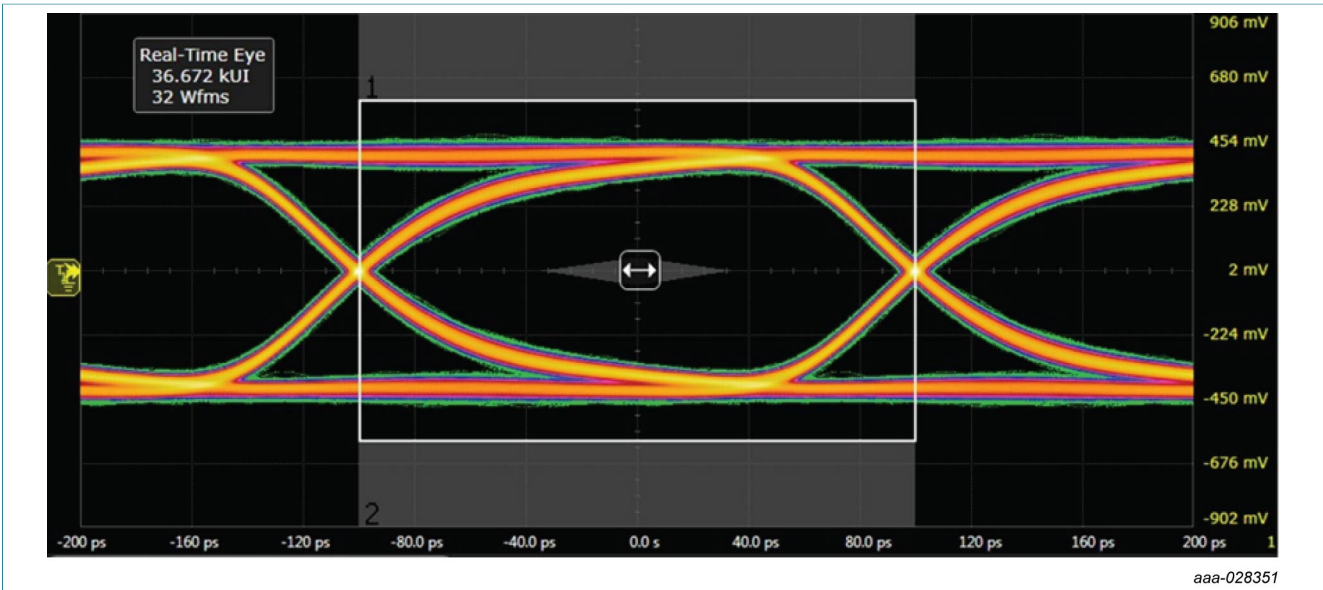 Real-Time Eye
36.672 kUI
32 Wfms
1
906 mV
680 mV
454 mV
228 mV
2 mV
-224 mV
-450 mV
-676 mV
-902 mV
2
-200 ps -160 ps -120 ps -80.0 ps -40.0 ps 0.0 s 40.0 ps 80.0 ps 120 ps 160 ps 200 ps 1
aaa-028351